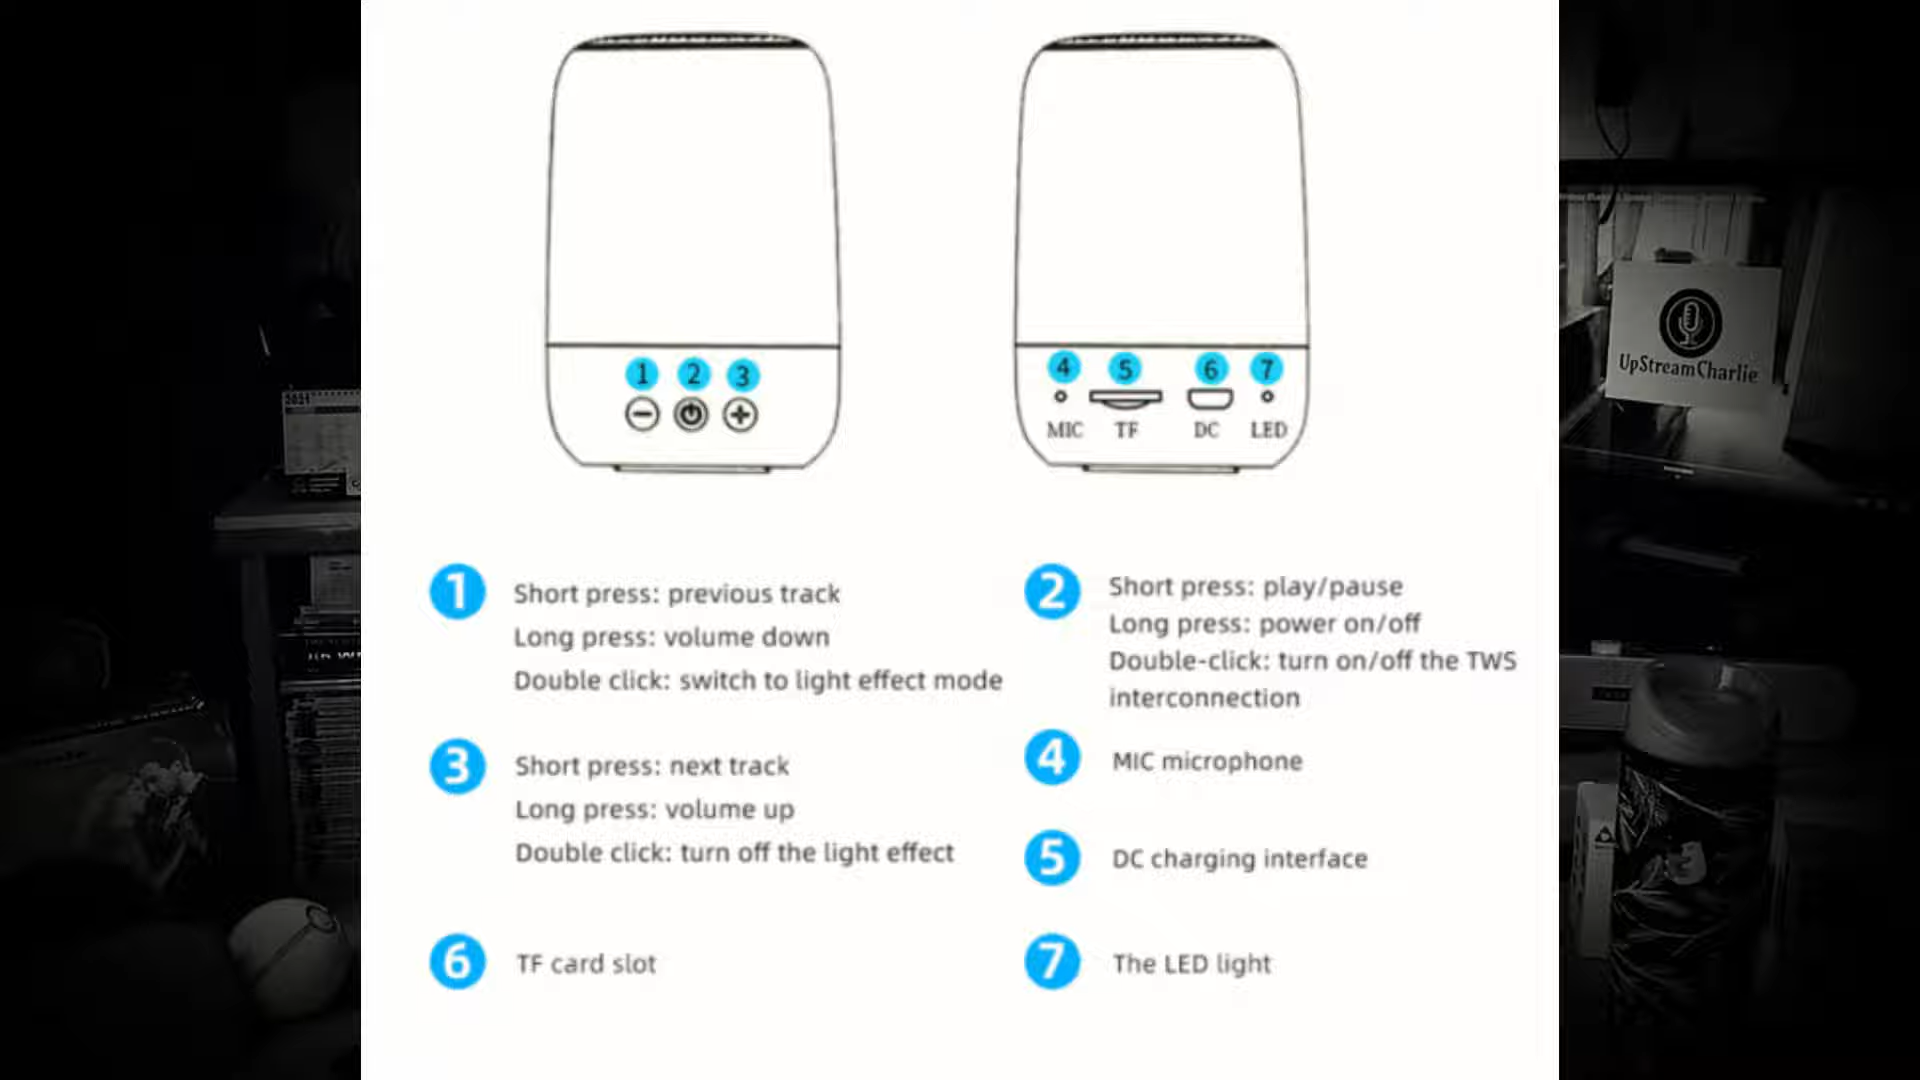 1 2 3
4 5 6 7
MIC TF DC LED
1 Short press: previous track
Long press: volume down
Double click: switch to light effect mode
2 Short press: play/pause
Long press: power on/off
Double-click: turn on/off the TWS
interconnection
3 Short press: next track
Long press: volume up
Double click: turn off the light effect
4 MIC microphone
5 DC charging interface
6 TF card slot
7 The LED light
2021
UpStreamCharlie